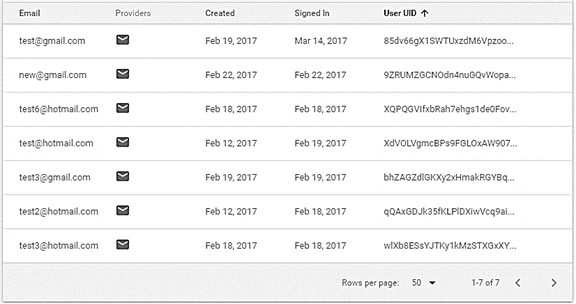 Email Providers Created Signed In User UID ↑
test@gmail.com Feb 19, 2017 Mar 14, 2017 85dv66gX1SWTUxzdM6Vpzoo...
new@gmail.com Feb 22, 2017 Feb 22, 2017 9ZRUMZGCNOdn4nuGQvWopa...
test6@hotmail.com Feb 18, 2017 Feb 18, 2017 XQPQGVIfxbRah7ehgs1de0Fov...
test@hotmail.com Feb 12, 2017 Feb 19, 2017 XdVOLVgmcBPs9FGLOxAW907...
test3@gmail.com Feb 19, 2017 Feb 19, 2017 bhZAGZdlGKXy2xHmakRGYBq...
test2@hotmail.com Feb 12, 2017 Feb 18, 2017 qQAxGDJk35fKLPlDXiwVcq9ai...
test3@hotmail.com Feb 18, 2017 Feb 18, 2017 wlXb8ESsYJTKy1kMzSTXGxXY...
Rows per page: 50 1-7 of 7